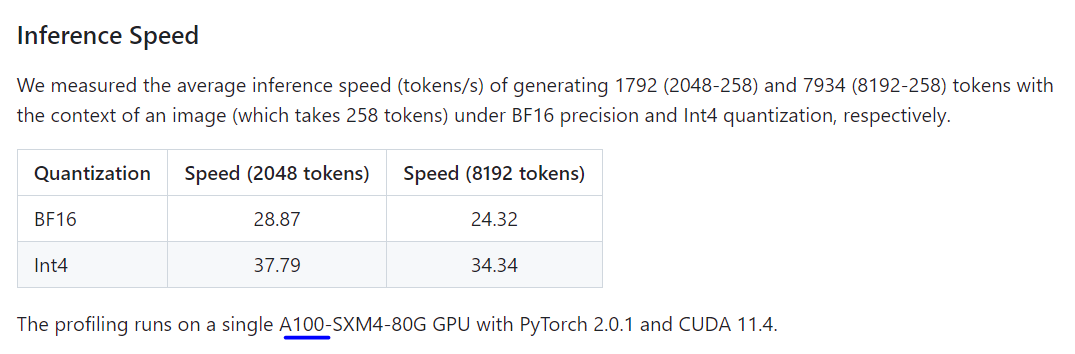 Inference Speed
We measured the average inference speed (tokens/s) of generating 1792 (2048-258) and 7934 (8192-258) tokens with
the context of an image (which takes 258 tokens) under BF16 precision and Int4 quantization, respectively.
Quantization Speed (2048 tokens) Speed (8192 tokens)
BF16 28.87 24.32
Int4 37.79 34.34
The profiling runs on a single A100-SXM4-80G GPU with PyTorch 2.0.1 and CUDA 11.4.